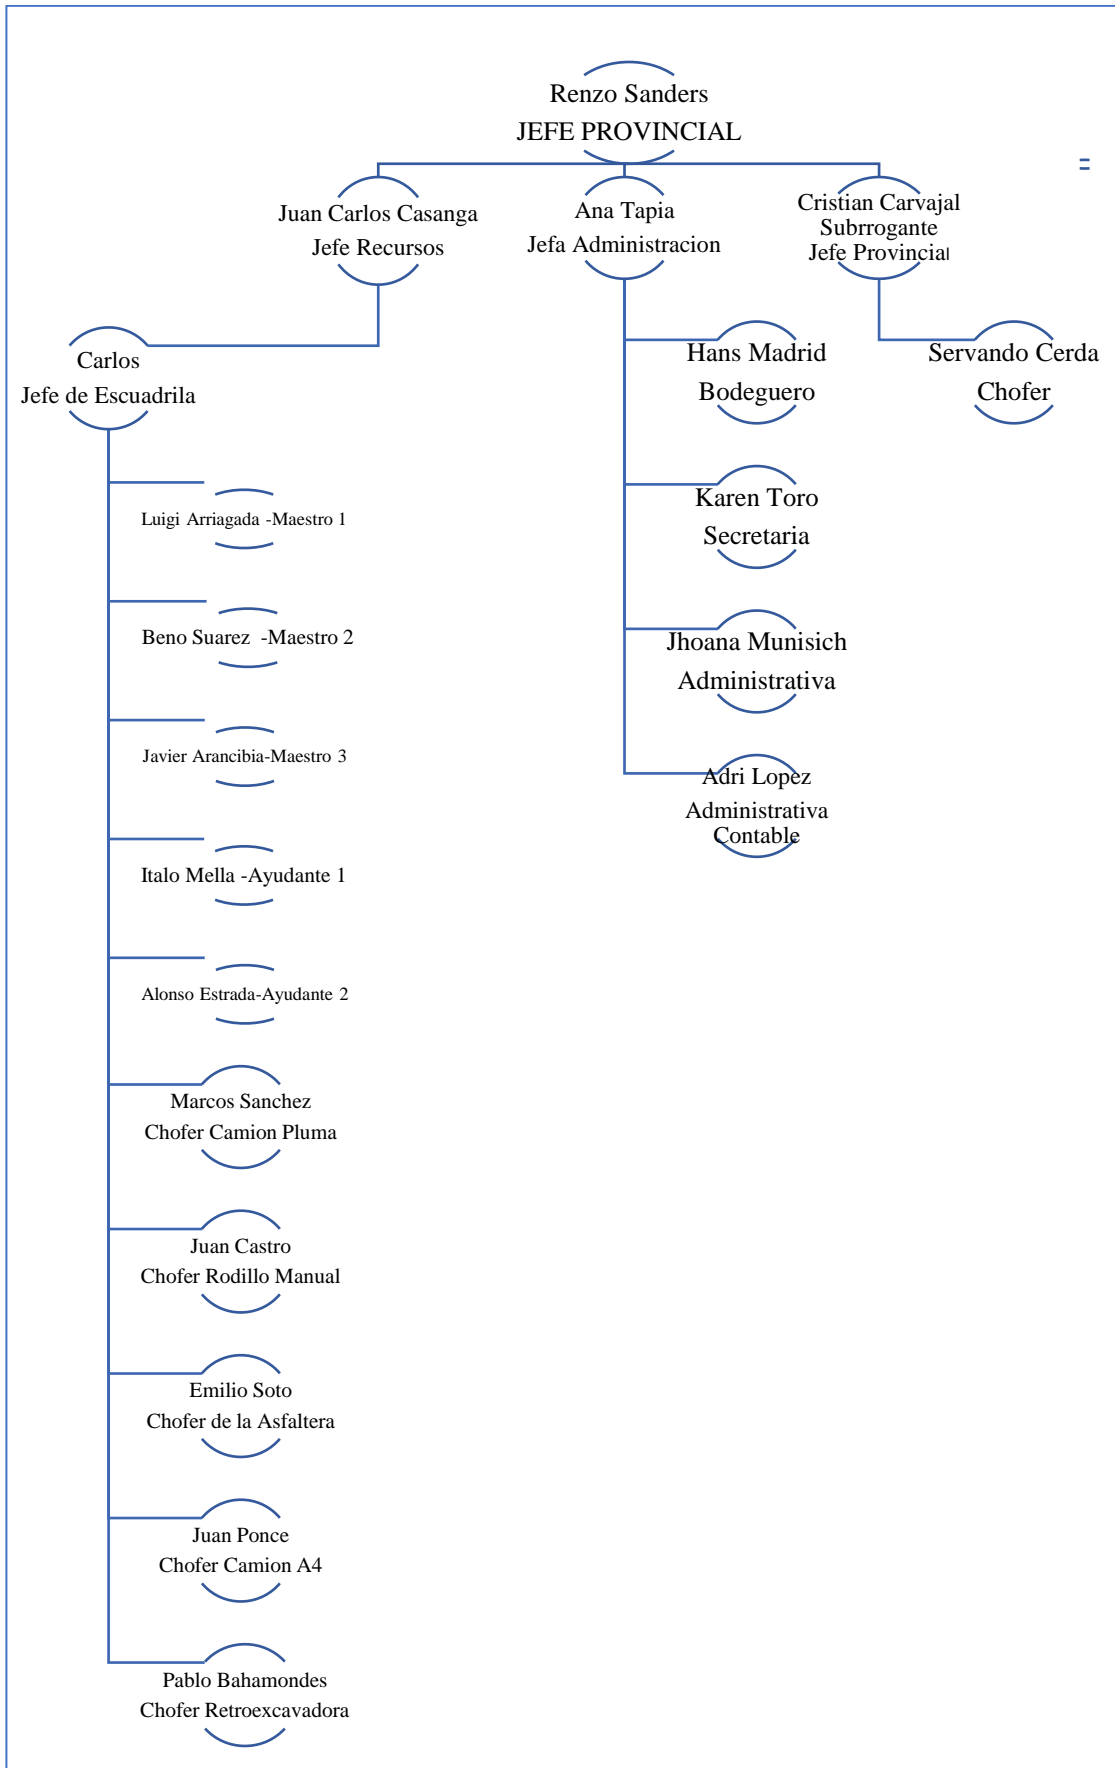 Renzo Sanders
JEFE PROVINCIAL
Juan Carlos Casanga
Jefe Recursos
Ana Tapia
Jefa Administracion
Cristian Carvajal
Subrrogante
Jefe Provincial
Carlos
Jefe de Escuadrila
Hans Madrid
Bodeguero
Servando Cerda
Chofer
Karen Toro
Secretaria
Jhoana Munisich
Administrativa
Adri Lopez
Administrativa
Contable
Luigi Arriagada -Maestro 1
Beno Suarez -Maestro 2
Javier Arancibia-Maestro 3
Italo Mella -Ayudante 1
Alonso Estrada-Ayudante 2
Marcos Sanchez
Chofer Camion Pluma
Juan Castro
Chofer Rodillo Manual
Emilio Soto
Chofer de la Asfaltera
Juan Ponce
Chofer Camion A4
Pablo Bahamondes
Chofer Retroexcavadora